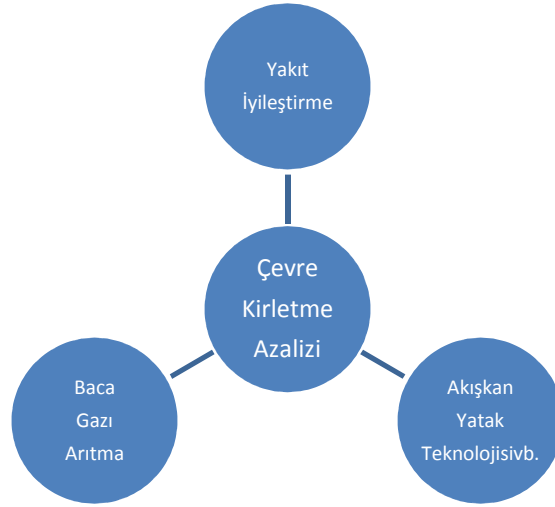 Yakıt
İyileştirme
Çevre
Kirletme
Azalizi
Baca
Gazı
Arıtma
Akışkan
Yatak
Teknolojisivb.